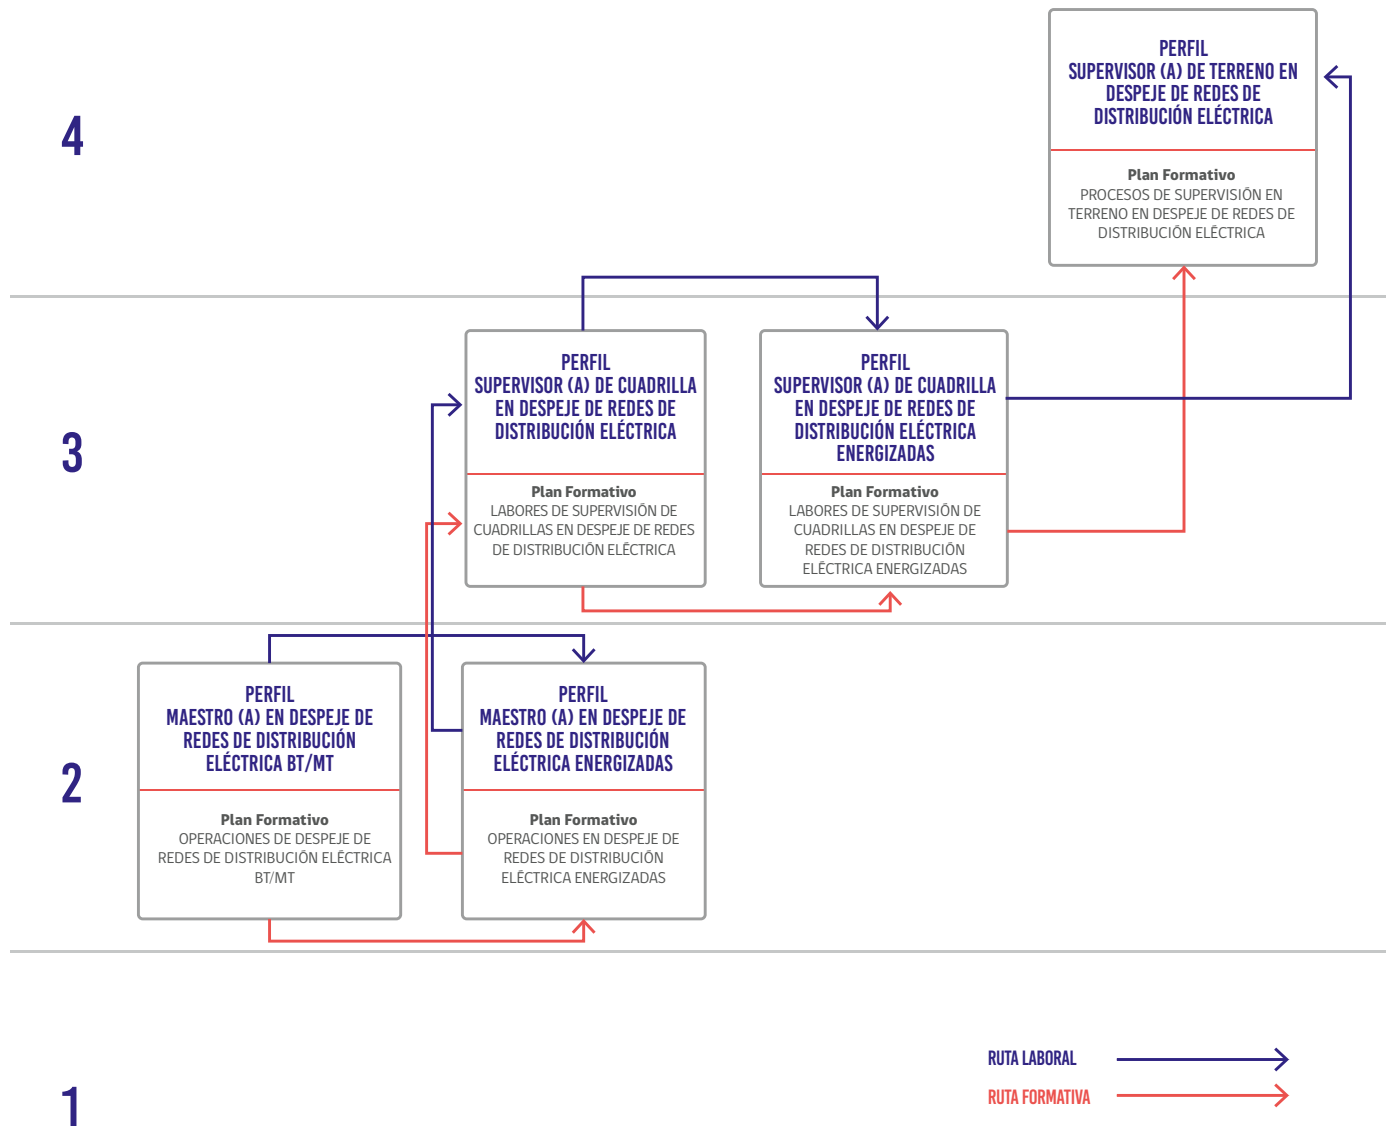 4
PERFIL
SUPERVISOR (A) DE TERRENO EN
DESPEJE DE REDES DE
DISTRIBUCIÓN ELÉCTRICA
Plan Formativo
PROCESOS DE SUPERVISIÓN EN
TERRENO EN DESPEJE DE REDES DE
DISTRIBUCIÓN ELÉCTRICA
3
PERFIL
SUPERVISOR (A) DE CUADRILLA
EN DESPEJE DE REDES DE
DISTRIBUCIÓN ELÉCTRICA
Plan Formativo
LABORES DE SUPERVISIÓN DE
CUADRILLAS EN DESPEJE DE REDES
DE DISTRIBUCIÓN ELÉCTRICA
PERFIL
SUPERVISOR (A) DE CUADRILLA
EN DESPEJE DE REDES DE
DISTRIBUCIÓN ELÉCTRICA
ENERGIZADAS
Plan Formativo
LABORES DE SUPERVISIÓN DE
CUADRILLAS EN DESPEJE DE
REDES DE DISTRIBUCIÓN
ELÉCTRICA ENERGIZADAS
2
PERFIL
MAESTRO (A) EN DESPEJE DE
REDES DE DISTRIBUCIÓN
ELÉCTRICA BT/MT
Plan Formativo
OPERACIONES DE DESPEJE DE
REDES DE DISTRIBUCIÓN ELÉCTRICA
BT/MT
PERFIL
MAESTRO (A) EN DESPEJE DE
REDES DE DISTRIBUCIÓN
ELÉCTRICA ENERGIZADAS
Plan Formativo
OPERACIONES EN DESPEJE DE
REDES DE DISTRIBUCIÓN
ELÉCTRICA ENERGIZADAS
1
RUTA LABORAL
RUTA FORMATIVA